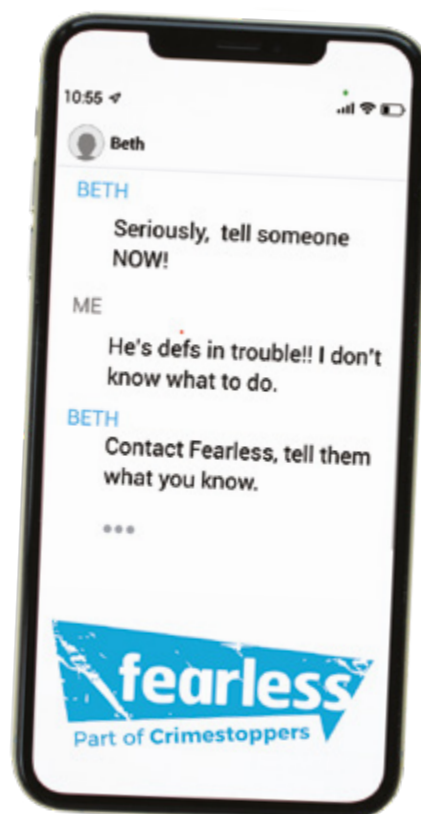 10:55
Beth
BETH
Seriously, tell someone
NOW!
ME
He's defs in trouble!! I don't
know what to do.
BETH
Contact Fearless, tell them
what you know.
fearless
Part of Crimestoppers